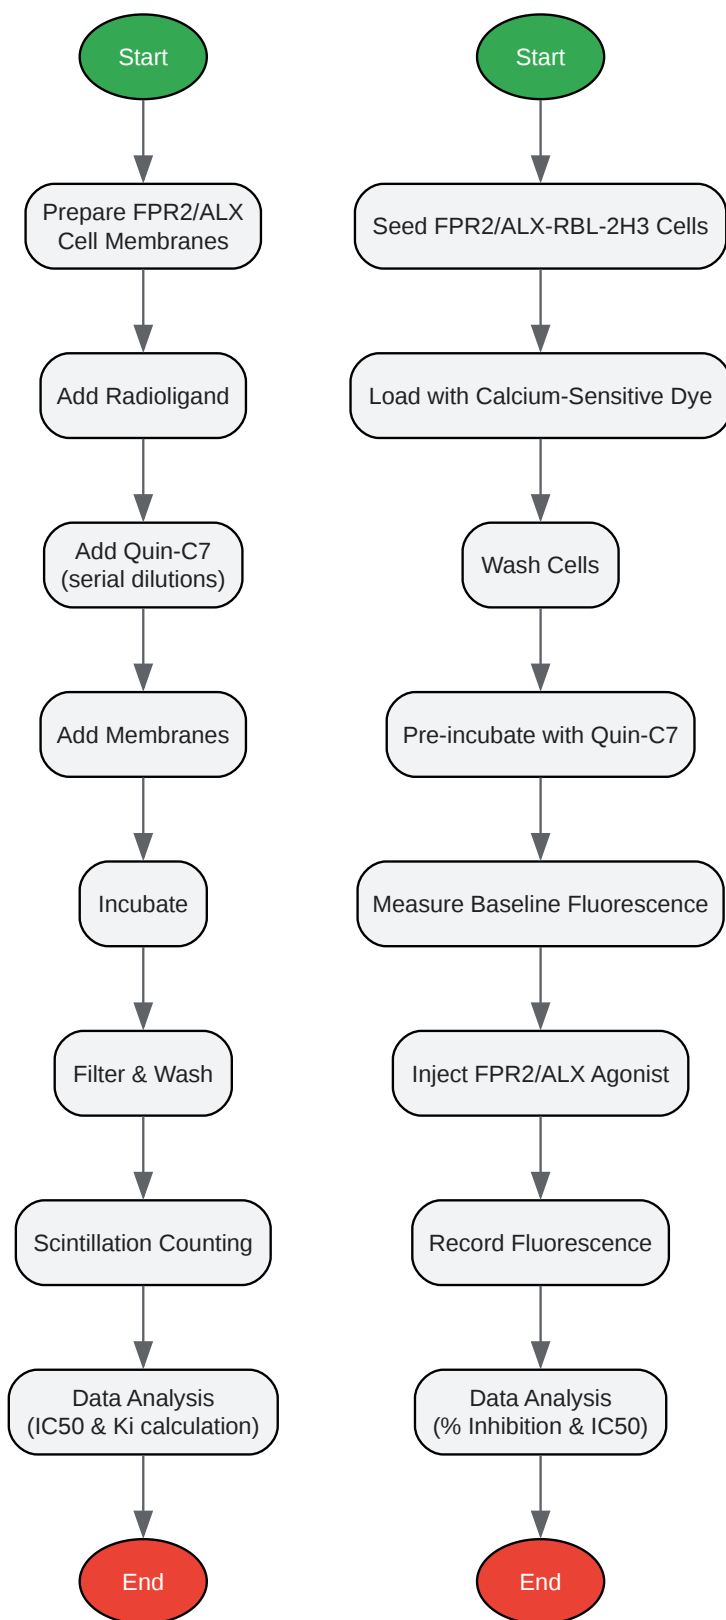 Start
Prepare FPR2/ALX
Cell Membranes
Add Radioligand
Add Quin-C7
(serial dilutions)
Add Membranes
Incubate
Filter & Wash
Scintillation Counting
Data Analysis
(IC50 & Ki calculation)
End
Start
Seed FPR2/ALX-RBL-2H3 Cells
Load with Calcium-Sensitive Dye
Wash Cells
Pre-incubate with Quin-C7
Measure Baseline Fluorescence
Inject FPR2/ALX Agonist
Record Fluorescence
Data Analysis
(% Inhibition & IC50)
End